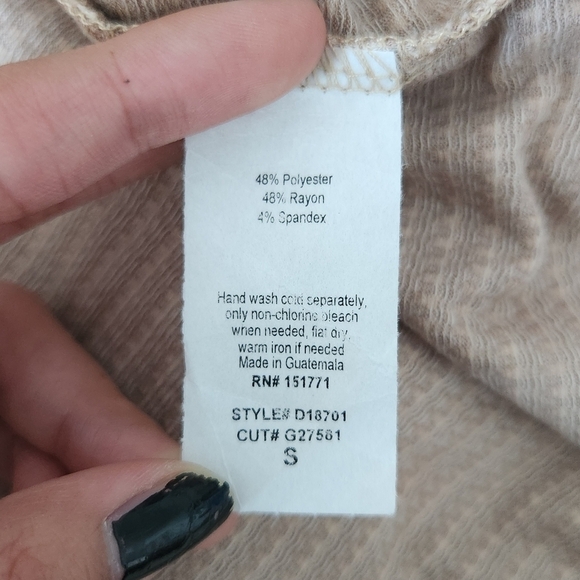 48% Polyester
48% Rayon
4% Spandex
Hand wash cold separately,
only non-chlorine bleach
when needed, flat dry,
warm iron if needed
Made in Guatemala
RN# 151771
STYLE# D18701
CUT# G27581
S